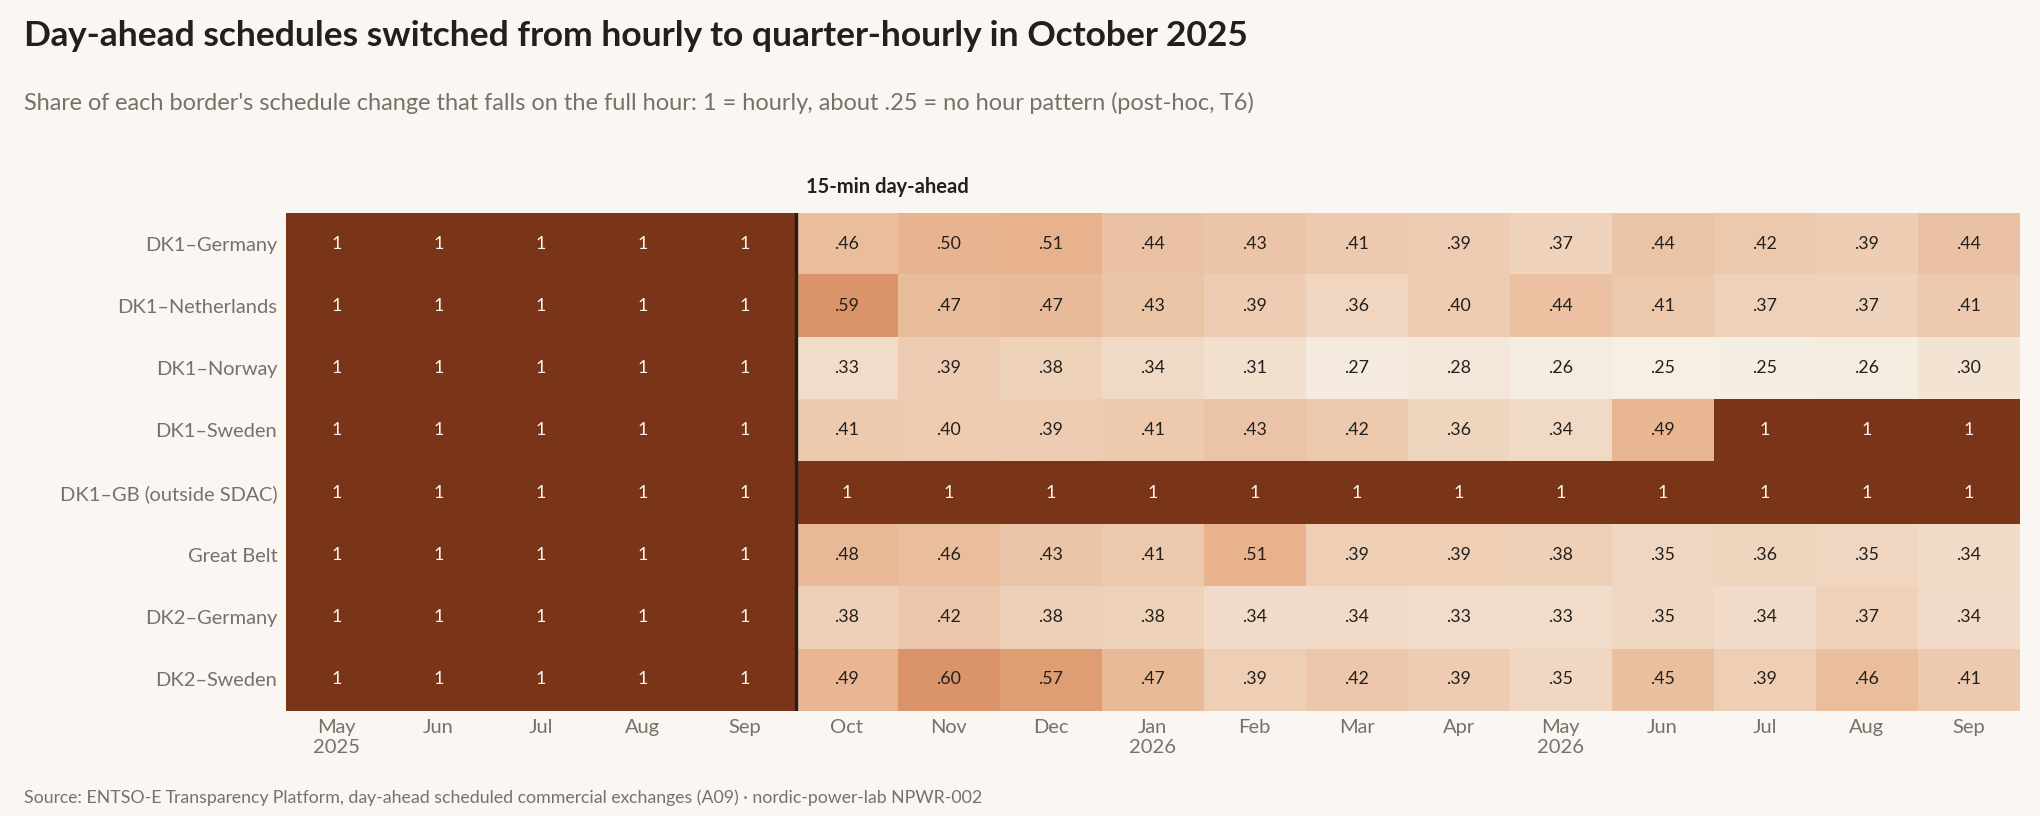 Day-ahead schedules switched from hourly to quarter-hourly in October 2025
Share of each border's schedule change that falls on the full hour: 1 = hourly, about .25 = no hour pattern (post-hoc, T6)
15-min day-ahead
DK1–Germany 1 1 1 1 1 .46 .50 .51 .44 .43 .41 .39 .37 .44 .42 .39 .44
DK1–Netherlands 1 1 1 1 1 .59 .47 .47 .43 .39 .36 .40 .44 .41 .37 .37 .41
DK1–Norway 1 1 1 1 1 .33 .39 .38 .34 .31 .27 .28 .26 .25 .25 .26 .30
DK1–Sweden 1 1 1 1 1 .41 .40 .39 .41 .43 .42 .36 .34 .49 1 1 1
DK1–GB (outside SDAC) 1 1 1 1 1 1 1 1 1 1 1 1 1 1 1 1 1
Great Belt 1 1 1 1 1 .48 .46 .43 .41 .51 .39 .39 .38 .35 .36 .35 .34
DK2–Germany 1 1 1 1 1 .38 .42 .38 .38 .34 .34 .33 .33 .35 .34 .37 .34
DK2–Sweden 1 1 1 1 1 .49 .60 .57 .47 .39 .42 .39 .35 .45 .39 .46 .41
May Jun Jul Aug Sep Oct Nov Dec Jan Feb Mar Apr May Jun Jul Aug Sep
2025 2026 2026
Source: ENTSO-E Transparency Platform, day-ahead scheduled commercial exchanges (A09) · nordic-power-lab NPWR-002